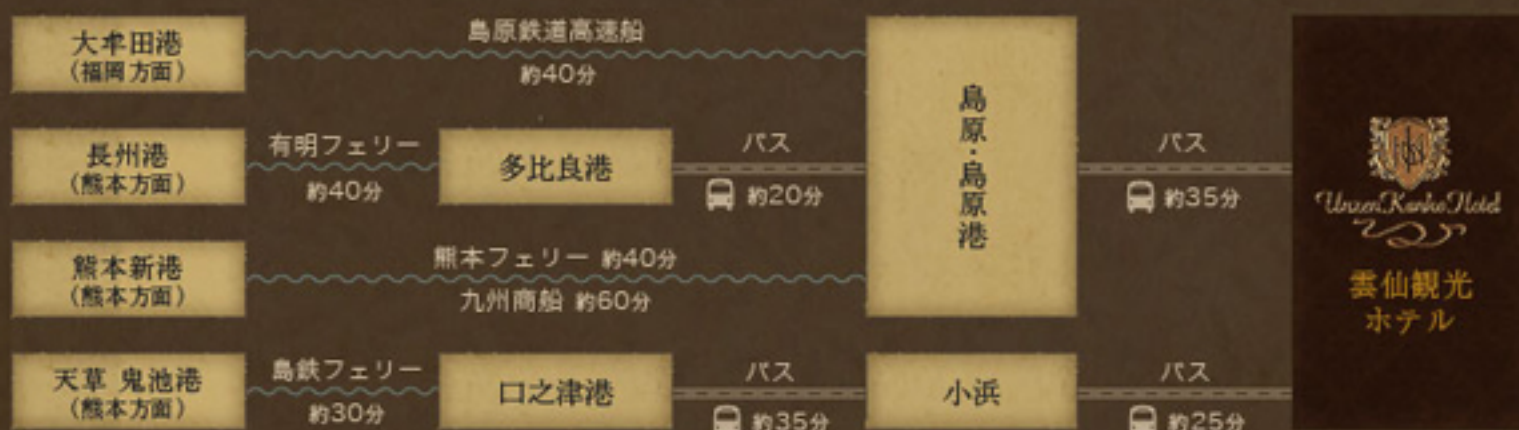 大牟田港
(福岡方面)
島原鉄道高速船
約40分
長州港
(熊本方面)
有明フェリー
約40分
多比良港
バス
約20分
島原・島原港
バス
約35分
熊本新港
(熊本方面)
熊本フェリー 約40分
九州商船 約60分
天草 鬼池港
(熊本方面)
島鉄フェリー
約30分
口之津港
バス
約35分
小浜
バス
約25分
Unzen Kanko Hotel
雲仙観光
ホテル